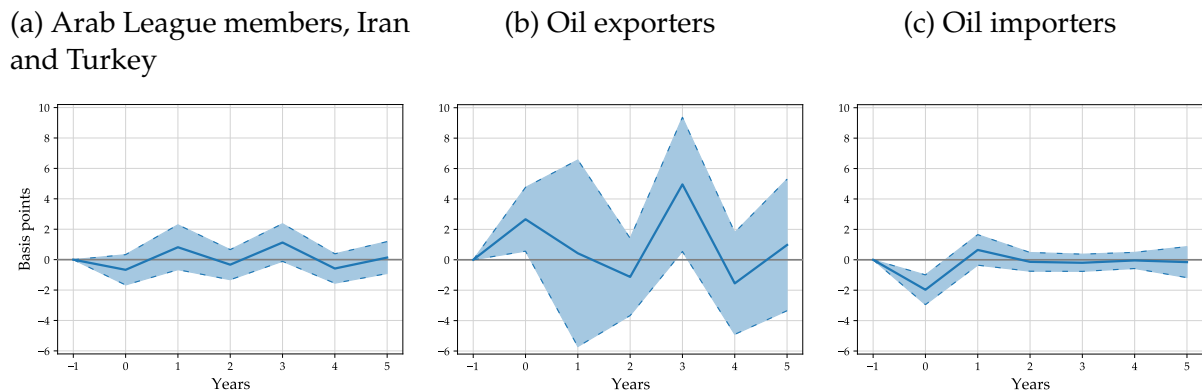 (a) Arab League members, Iran
and Turkey
(b) Oil exporters
(c) Oil importers
Basis points
10
8
6
4
2
0
−2
−4
−6
−1 0 1 2 3 4 5
Years
10
8
6
4
2
0
−2
−4
−6
−1 0 1 2 3 4 5
Years
10
8
6
4
2
0
−2
−4
−6
−1 0 1 2 3 4 5
Years